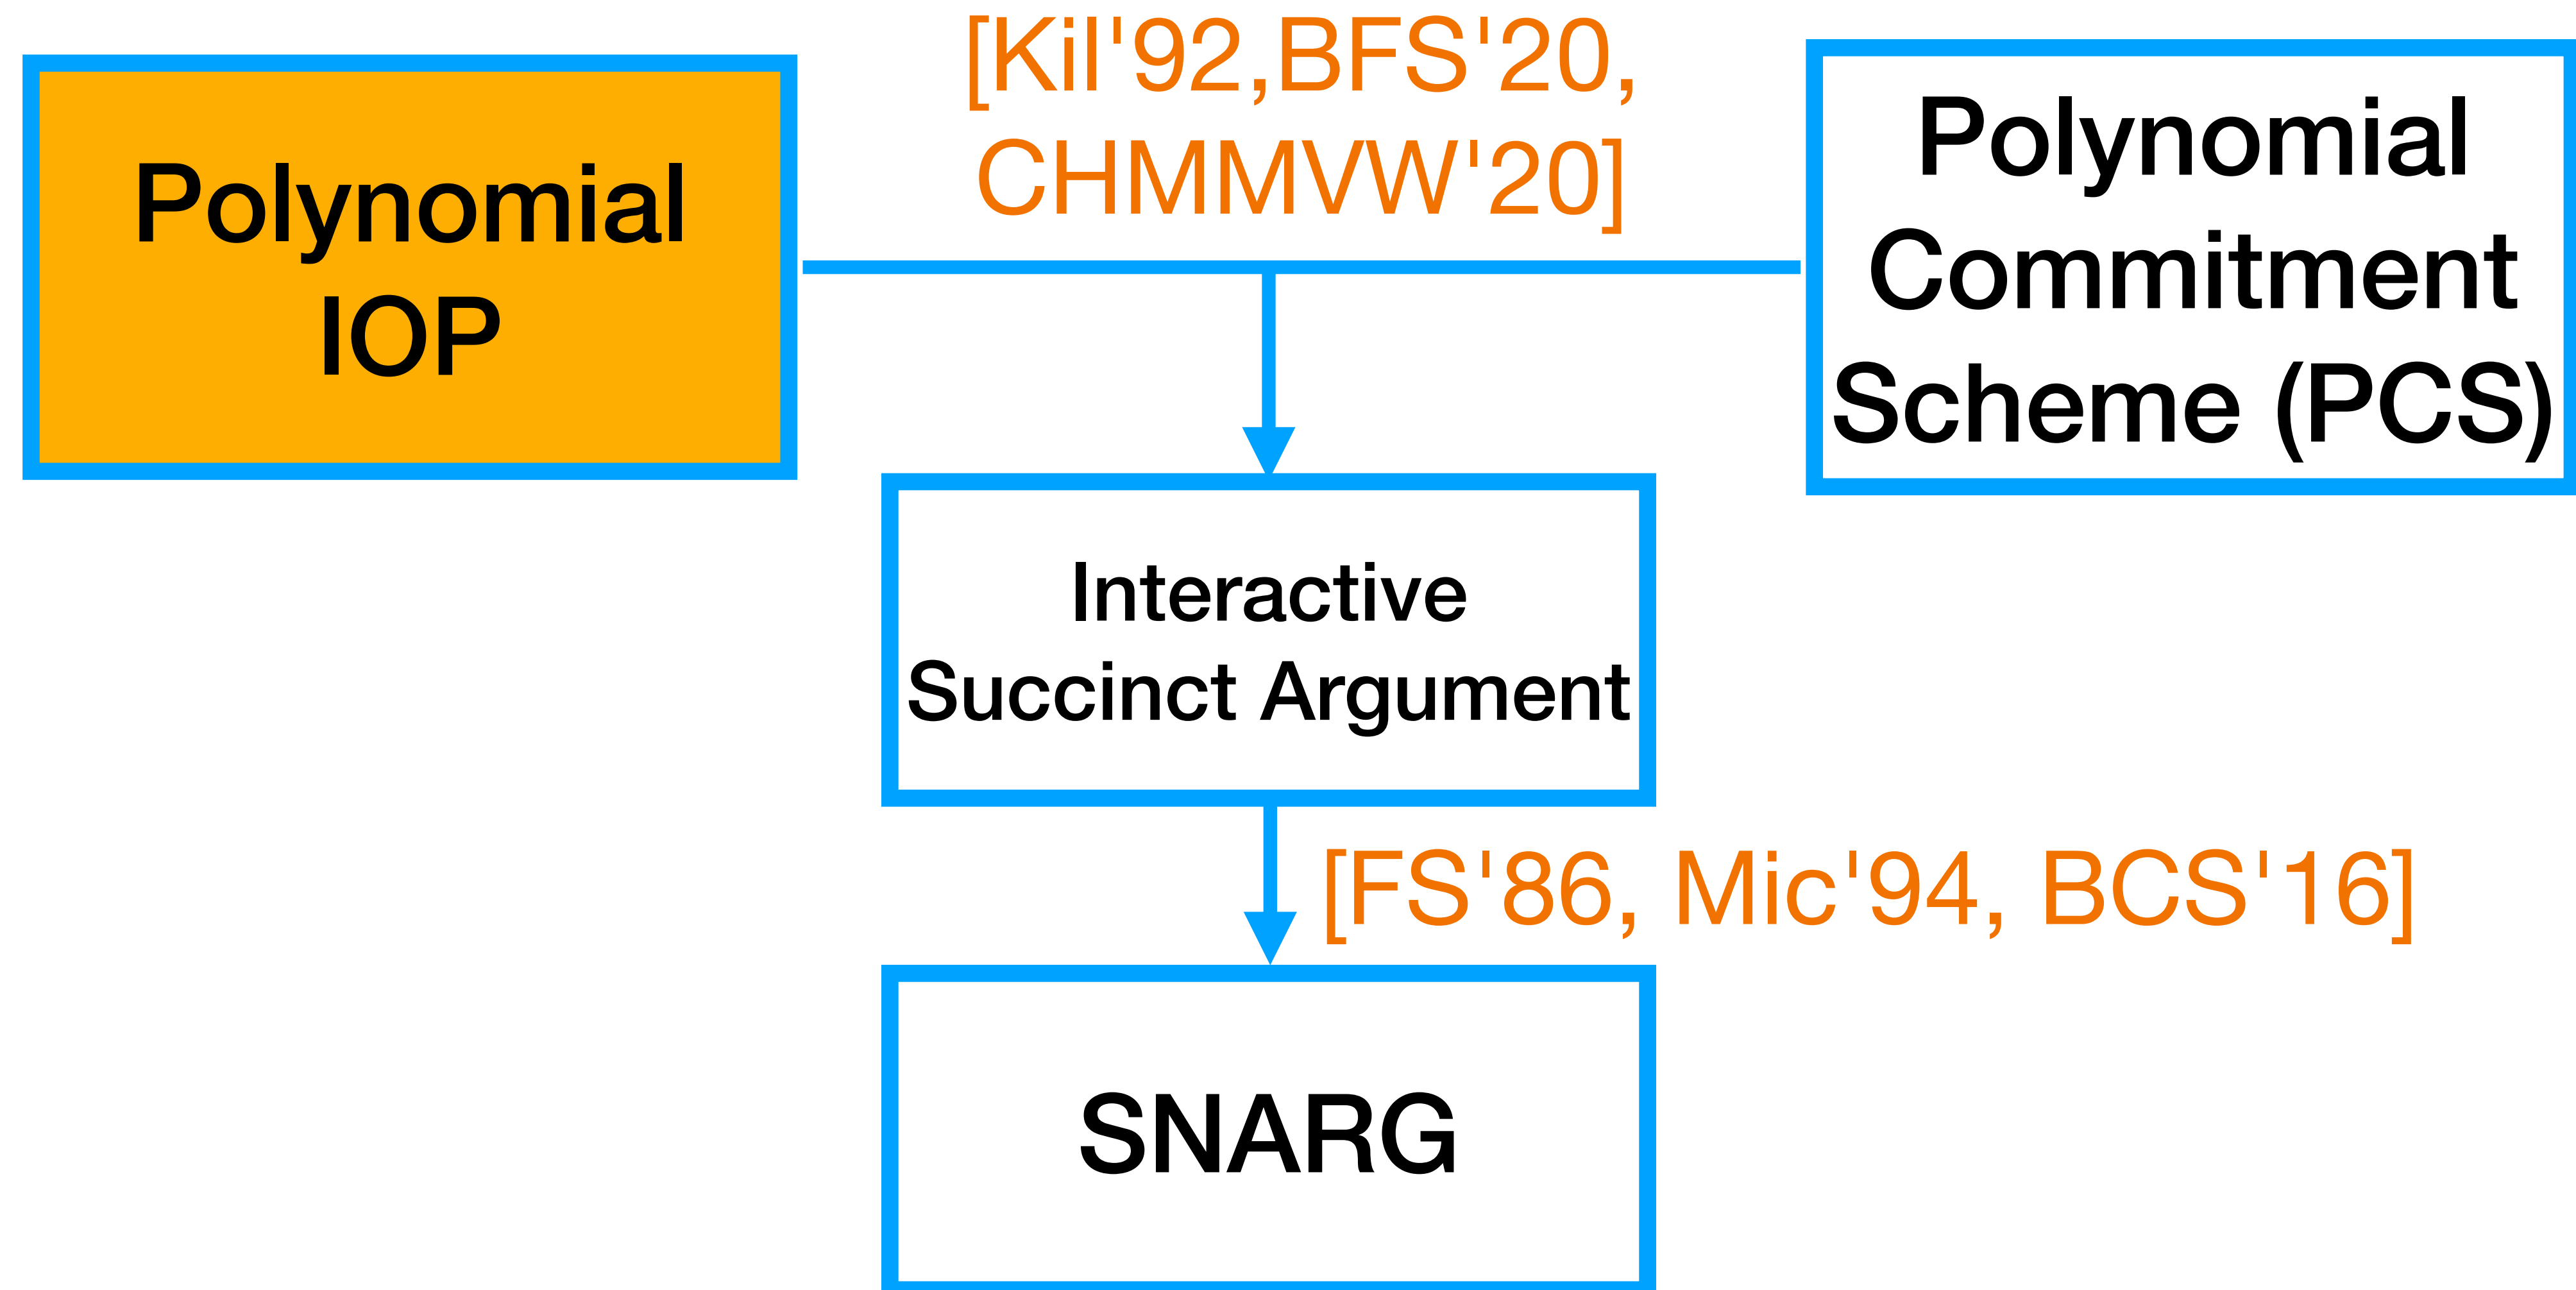 Polynomial
IOP
[Kil'92,BFS'20,
CHMMVW'20]
Polynomial
Commitment
Scheme (PCS)
Interactive
Succinct Argument
[FS'86, Mic'94, BCS'16]
SNARG